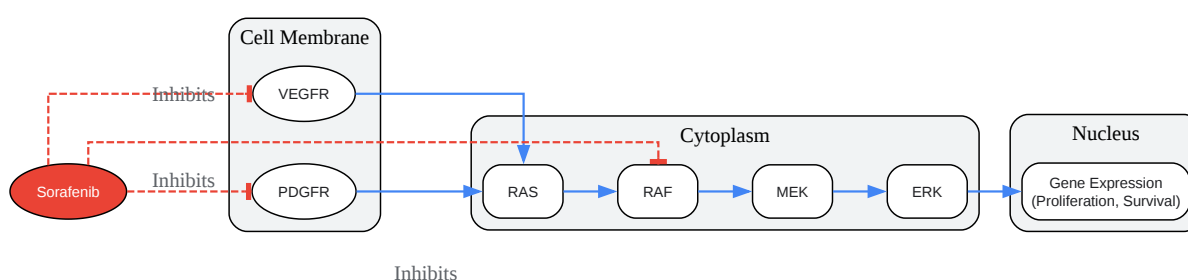 Cell Membrane
Inhibits
VEGFR
Cytoplasm
Nucleus
Sorafenib
Inhibits
PDGFR
RAS
RAF
MEK
ERK
Gene Expression
(Proliferation, Survival)
Inhibits